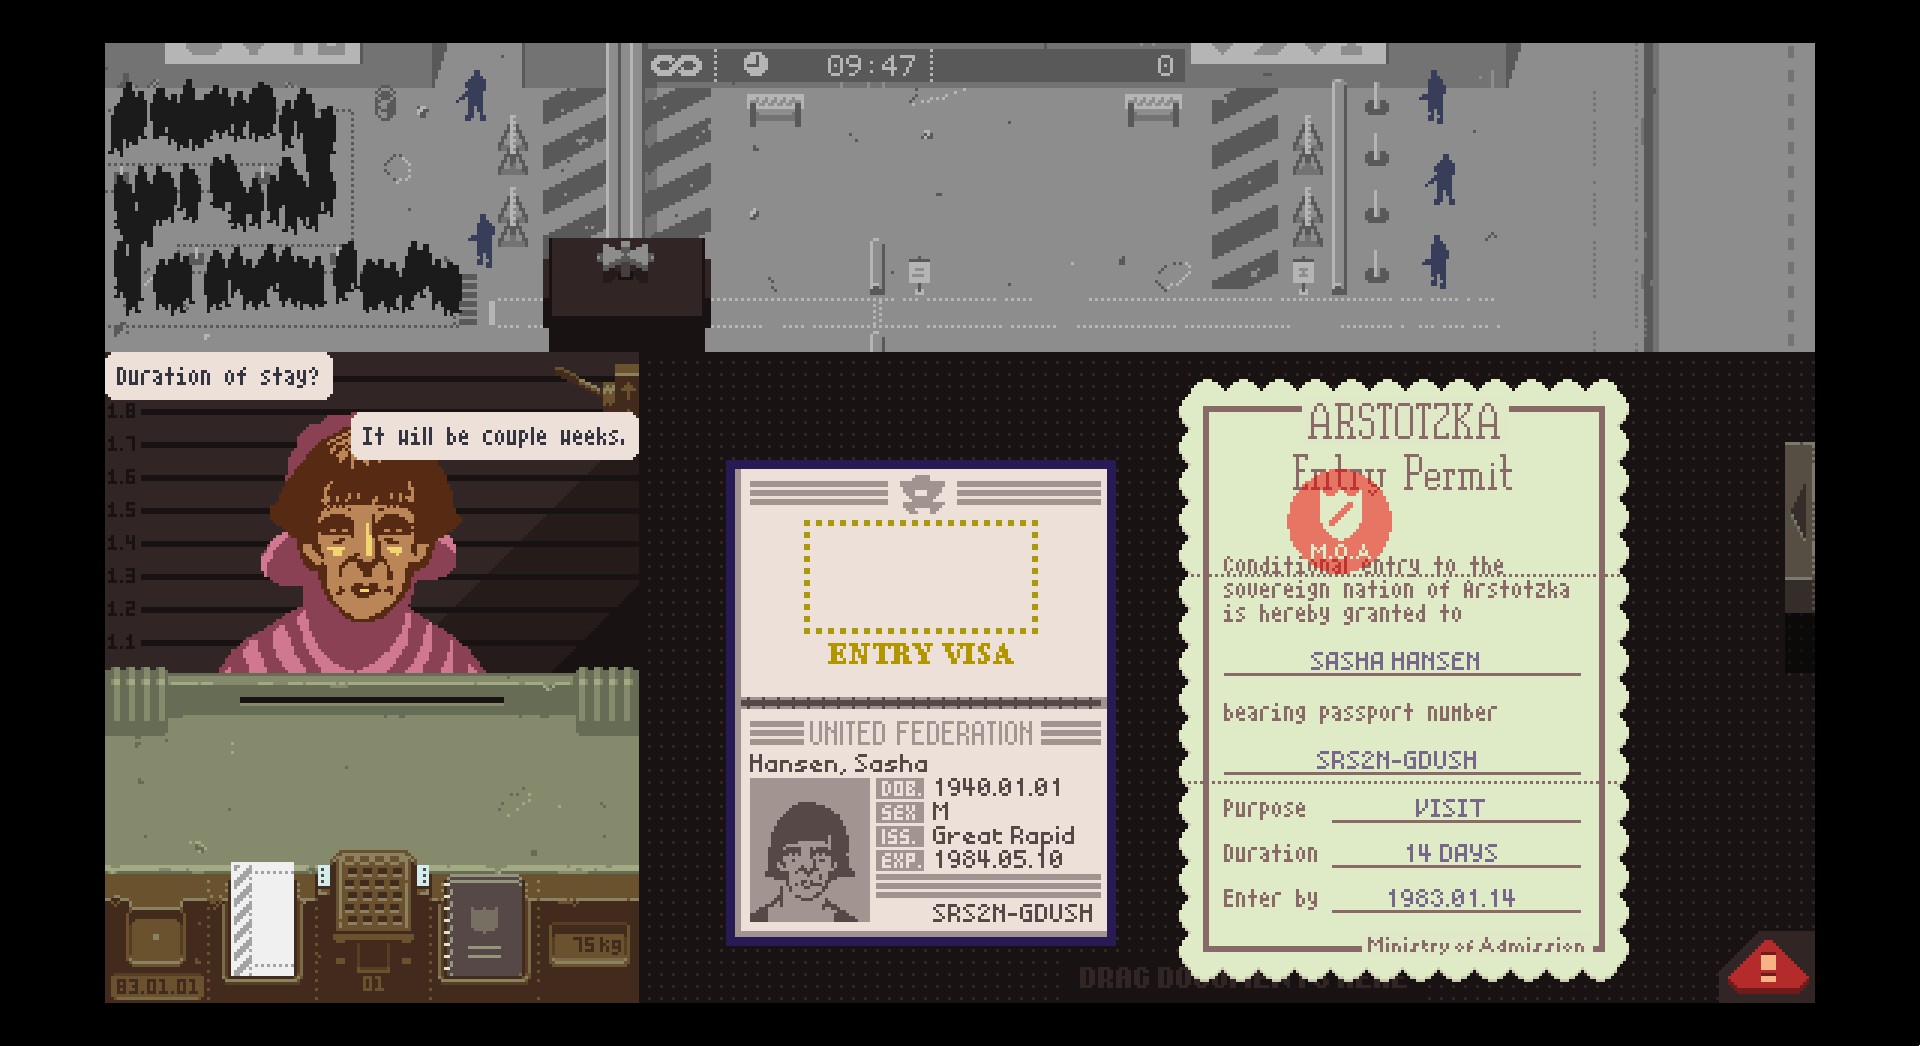 09:47
0
Duration of stay?
It will be couple weeks.
1.8
1.7
1.6
1.5
1.4
1.3
1.2
1.1
ENTRY VISA
UNITED FEDERATION
Hansen, Sasha
DOB. 1940.01.01
SEX M
ISS. Great Rapid
EXP. 1984.05.10
SRS2N-GDUSH
ARSTOTZKA
Entry Permit
M.O.A
Conditional entry to the
sovereign nation of Arstotzka
is hereby granted to
SASHA HANSEN
bearing passport number
SRS2N-GDUSH
Purpose VISIT
Duration 14 DAYS
Enter by 1983.01.14
Ministry of Admission
75kg
83.01.01
01
DRAG DOCUMENTS HERE